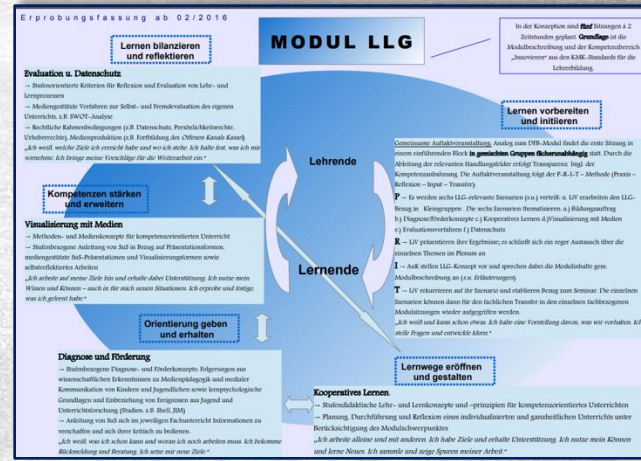 Erprobungsfassung ab 02/2016
MODUL LLG
In der Konzeption sind fünf Sitzungen à 2
Zeitstunden geplant. Grundlage ist die
Modulbeschreibung und der Kompetenzbereich
„Innovieren" aus den KMK-Standards für die
Lehrerbildung.
Lernen bilanzieren
und reflektieren
Evaluation u. Datenschutz
→ Stufenorientierte Kriterien für Reflexion und Evaluation von Lehr- und
Lernprozessen
→ Mediengestützte Verfahren zur Selbst- und Fremdevaluation des eigenen
Unterrichts, z.B. SWOT-Analyse
→ Rechtliche Rahmenbedingungen (z.B. Datenschutz, Persönlichkeitsrechte,
Urheberrecht), Medienproduktion (z.B. Fortbildung des Offenen Kanals Kassel)
„Ich weiß, welche Ziele ich erreicht habe und wo ich stehe. Ich halte fest, was ich mir
vornehme. Ich bringe meine Vorschläge für die Weiterarbeit ein."
Kompetenzen stärken
und erweitern
Visualisierung mit Medien
→ Methoden- und Medienkonzepte für kompetenzorientierten Unterricht
→ Stufenbezogene Anleitung von SuS in Bezug auf Präsentationsformen,
mediengestützte SuS-Präsentationen und Visualisierungsformen sowie
selbstreflektiertes Arbeiten
„Ich arbeite auf meine Ziele hin und erhalte dabei Unterstützung. Ich nutze mein
Wissen und Können – auch in für mich neuen Situationen. Ich erprobe und festige,
was ich gelernt habe."
Orientierung geben
und erhalten
Diagnose und Förderung
→ Stufenbezogene Diagnose- und Förderkonzepte: Folgerungen aus
wissenschaftlichen Erkenntnissen zu Medienpädagogik und medialer
Kommunikation von Kindern und Jugendlichen sowie lernpsychologische
Grundlagen und Einbeziehung von Ereignissen aus Jugend und
Unterrichtsforschung (Studien: z.B. Shell, JIM)
→ Anleitung von SuS sich im jeweiligen Fachunterricht Informationen zu
verschaffen und sich ihrer kritisch zu bedienen.
„Ich weiß, was ich schon kann und woran ich noch arbeiten muss. Ich bekomme
Rückmeldung und Beratung. Ich setze mir neue Ziele."
Lehrende
Lernende
Lernen vorbereiten
und initiieren
Gemeinsame Auftaktveranstaltung: Analog zum DFB-Modul findet die erste Sitzung in
einem einführenden Block in gemischten Gruppen fächerunabhängig statt. Durch die
Ableitung der relevanten Handlungsfelder erfolgt Transparenz bzgl. der
Kompetenzanbahnung. Die Auftaktveranstaltung folgt der P-R-I-T – Methode (Praxis –
Reflexion – Input – Transfer).
P → Es werden sechs LLG-relevante Szenarien (s.u.) verteilt. u. LiV erarbeiten den LLG-
Bezug in Kleingruppen . Die sechs Szenarien thematisieren: a.) Bildungsauftrag
b.) Diagnose/Förderkonzepte c.) Kooperatives Lernen d.)Visualisierung mit Medien
e.) Evaluationsverfahren f.) Datenschutz
R → LiV präsentieren ihre Ergebnisse; es schließt sich ein reger Austausch über die
einzelnen Themen im Plenum an
I → AuK stellen LLG-Konzept vor und sprechen dabei die Modulinhalte gem.
Modulbeschreibung an (s.u. Erläuterungen).
T → LiV rekurrieren auf ihr Szenario und etablieren Bezug zum Seminar. Die einzelnen
Szenarien können dann für den fachlichen Transfer in den einzelnen fachbezogenen
Modulsitzungen wieder aufgegriffen werden.
„Ich weiß und kann schon etwas. Ich habe eine Vorstellung davon, was wir vorhaben. Ich
stelle Fragen und entwickle Ideen."
Lernwege eröffnen
und gestalten
Kooperatives Lernen
→ Stufendidaktische Lehr- und Lernkonzepte und –prinzipien für kompetenzorientiertes Unterrichten
→ Planung, Durchführung und Reflexion eines individualisierten und ganzheitlichen Unterrichts unter
Berücksichtigung des Modulschwerpunktes
„Ich arbeite alleine und mit anderen. Ich habe Ziele und erhalte Unterstützung. Ich nutze mein Können
und lerne Neues. Ich sammle und zeige Spuren meiner Arbeit"